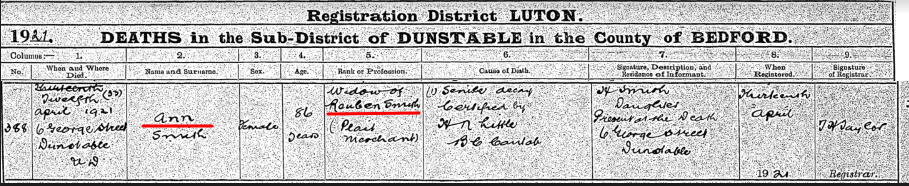 Registration District LUTON.
1921. DEATHS in the Sub-District of DUNSTABLE in the County of BEDFORD.
Columns:— 1. 2. 3. 4. 5. 6. 7. 8. 9.
No. When and Where Died. Name and Surname. Sex. Age. Rank or Profession. Cause of Death. Signature, Description, and Residence of Informant. When Registered. Signature of Registrar.
388
Twelfth
April 1921
6 George Street
Dunstable
U D
Ann
Smith
Female
86
Years
Widow of
Reuben Smith
(Plait
Merchant)
(1) Senile decay
Certified by
H N Little
B C Cantab
H Smith
Daughter
Present at the Death
6 George Street
Dunstable
Thirteenth
April
1921
T H Taylor
Registrar.